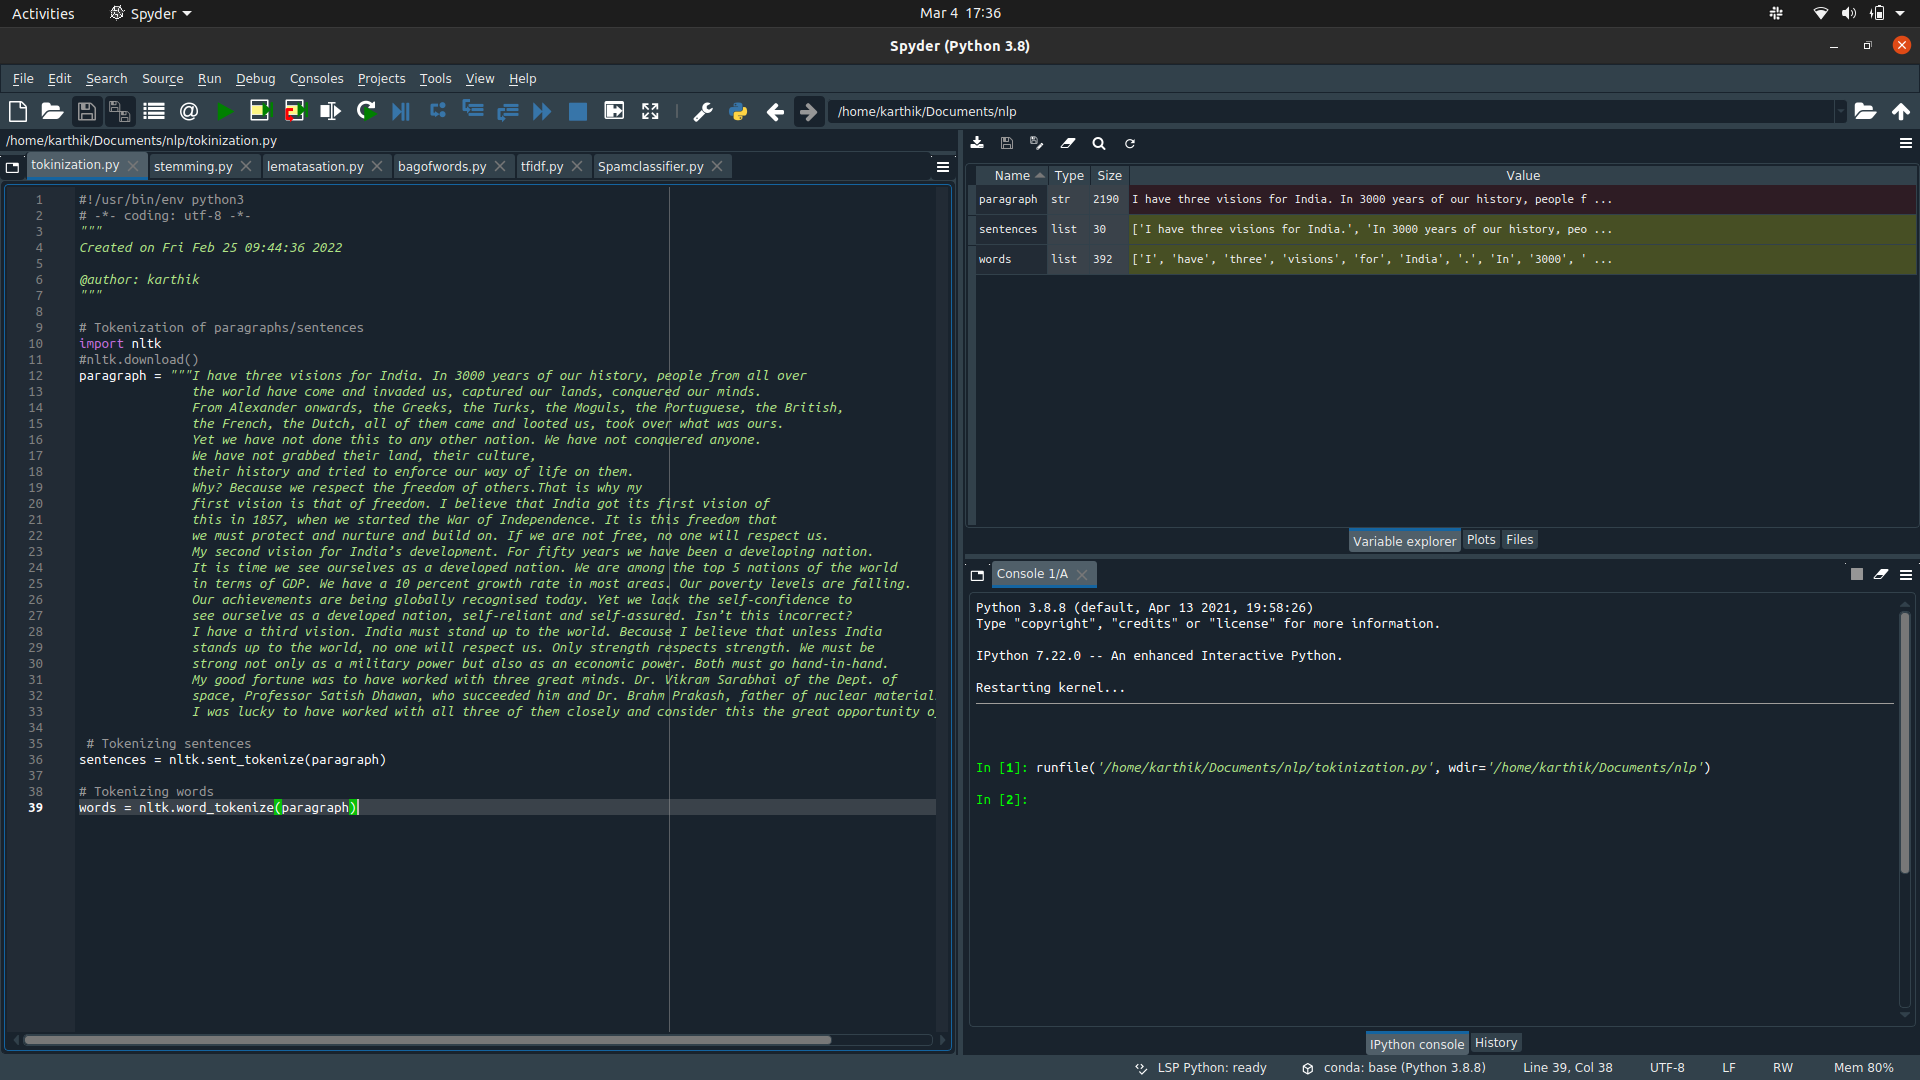 Activities Spyder Mar 4 17:36
Spyder (Python 3.8)
File Edit Search Source Run Debug Consoles Projects Tools View Help
/home/karthik/Documents/nlp
/home/karthik/Documents/nlp/tokinization.py
tokinization.py stemming.py lematasation.py bagofwords.py tfidf.py Spamclassifier.py
1 #!/usr/bin/env python3
2 # -*- coding: utf-8 -*-
3 """
4 Created on Fri Feb 25 09:44:36 2022
5
6 @author: karthik
7 """
8
9 # Tokenization of paragraphs/sentences
10 import nltk
11 #nltk.download()
12 paragraph = """I have three visions for India. In 3000 years of our history, people from all over
13 the world have come and invaded us, captured our lands, conquered our minds.
14 From Alexander onwards, the Greeks, the Turks, the Moguls, the Portuguese, the British,
15 the French, the Dutch, all of them came and looted us, took over what was ours.
16 Yet we have not done this to any other nation. We have not conquered anyone.
17 We have not grabbed their land, their culture,
18 their history and tried to enforce our way of life on them.
19 Why? Because we respect the freedom of others.That is why my
20 first vision is that of freedom. I believe that India got its first vision of
21 this in 1857, when we started the War of Independence. It is this freedom that
22 we must protect and nurture and build on. If we are not free, no one will respect us.
23 My second vision for India’s development. For fifty years we have been a developing nation.
24 It is time we see ourselves as a developed nation. We are among the top 5 nations of the world
25 in terms of GDP. We have a 10 percent growth rate in most areas. Our poverty levels are falling.
26 Our achievements are being globally recognised today. Yet we lack the self-confidence to
27 see ourselves as a developed nation, self-reliant and self-assured. Isn’t this incorrect?
28 I have a third vision. India must stand up to the world. Because I believe that unless India
29 stands up to the world, no one will respect us. Only strength respects strength. We must be
30 strong not only as a military power but also as an economic power. Both must go hand-in-hand.
31 My good fortune was to have worked with three great minds. Dr. Vikram Sarabhai of the Dept. of
32 space, Professor Satish Dhawan, who succeeded him and Dr. Brahm Prakash, father of nuclear material
33 I was lucky to have worked with all three of them closely and consider this the great opportunity o
34
35 # Tokenizing sentences
36 sentences = nltk.sent_tokenize(paragraph)
37
38 # Tokenizing words
39 words = nltk.word_tokenize(paragraph)
Name Type Size Value
paragraph str 2190 I have three visions for India. In 3000 years of our history, people f ...
sentences list 30 ['I have three visions for India.', 'In 3000 years of our history, peo ...
words list 392 ['I', 'have', 'three', 'visions', 'for', 'India', '.', 'In', '3000', ' ...
Variable explorer Plots Files
Console 1/A
Python 3.8.8 (default, Apr 13 2021, 19:58:26)
Type "copyright", "credits" or "license" for more information.
IPython 7.22.0 -- An enhanced Interactive Python.
Restarting kernel...
In [1]: runfile('/home/karthik/Documents/nlp/tokinization.py', wdir='/home/karthik/Documents/nlp')
In [2]:
IPython console History
LSP Python: ready conda: base (Python 3.8.8) Line 39, Col 38 UTF-8 LF RW Mem 80%